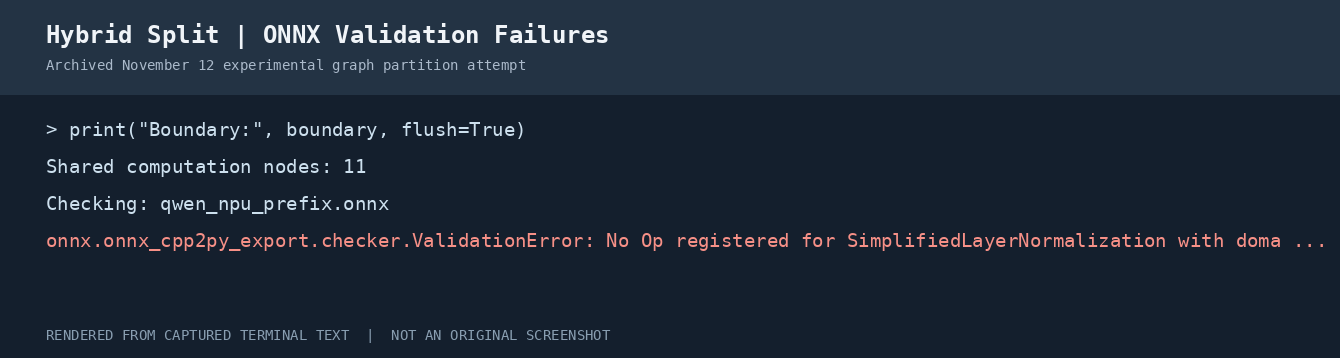 Hybrid Split | ONNX Validation Failures
Archived November 12 experimental graph partition attempt
> print("Boundary:", boundary, flush=True)
Shared computation nodes: 11
Checking: qwen_npu_prefix.onnx
onnx.onnx_cpp2py_export.checker.ValidationError: No Op registered for SimplifiedLayerNormalization with doma ...
RENDERED FROM CAPTURED TERMINAL TEXT | NOT AN ORIGINAL SCREENSHOT